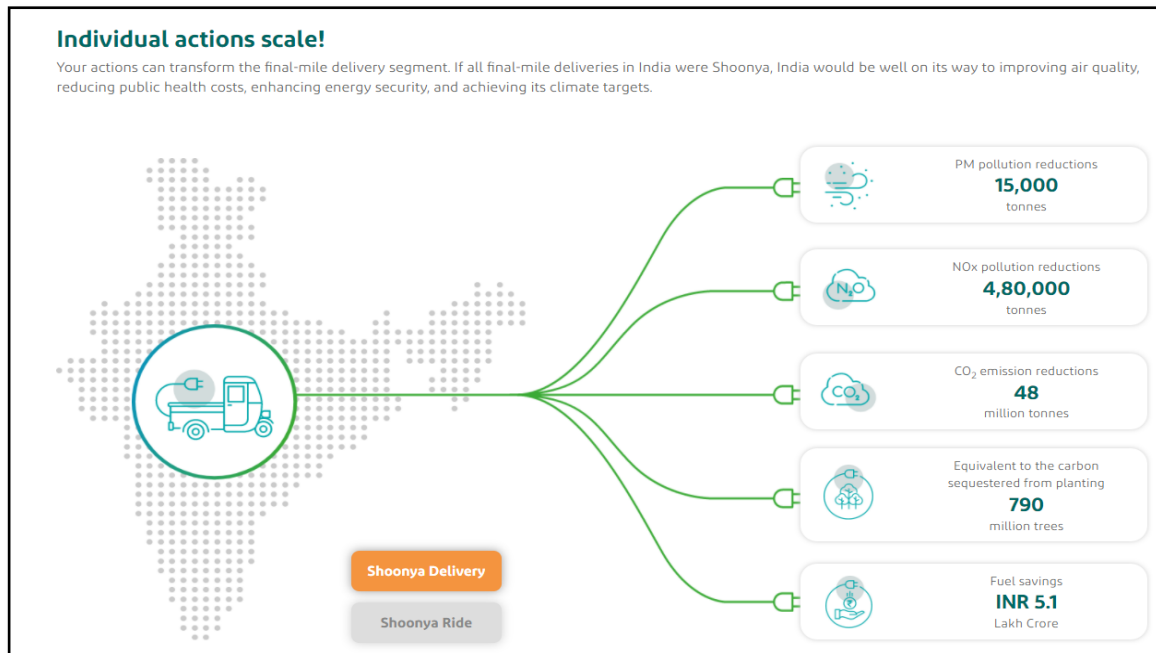 Individual actions scale!
Your actions can transform the final-mile delivery segment. If all final-mile deliveries in India were Shoonya, India would be well on its way to improving air quality,
reducing public health costs, enhancing energy security, and achieving its climate targets.
PM pollution reductions
15,000
tonnes
NOx pollution reductions
4,80,000
tonnes
N₂O
CO₂ emission reductions
48
million tonnes
CO₂
Equivalent to the carbon
sequestered from planting
790
million trees
Fuel savings
INR 5.1
Lakh Crore
₹
Shoonya Delivery
Shoonya Ride